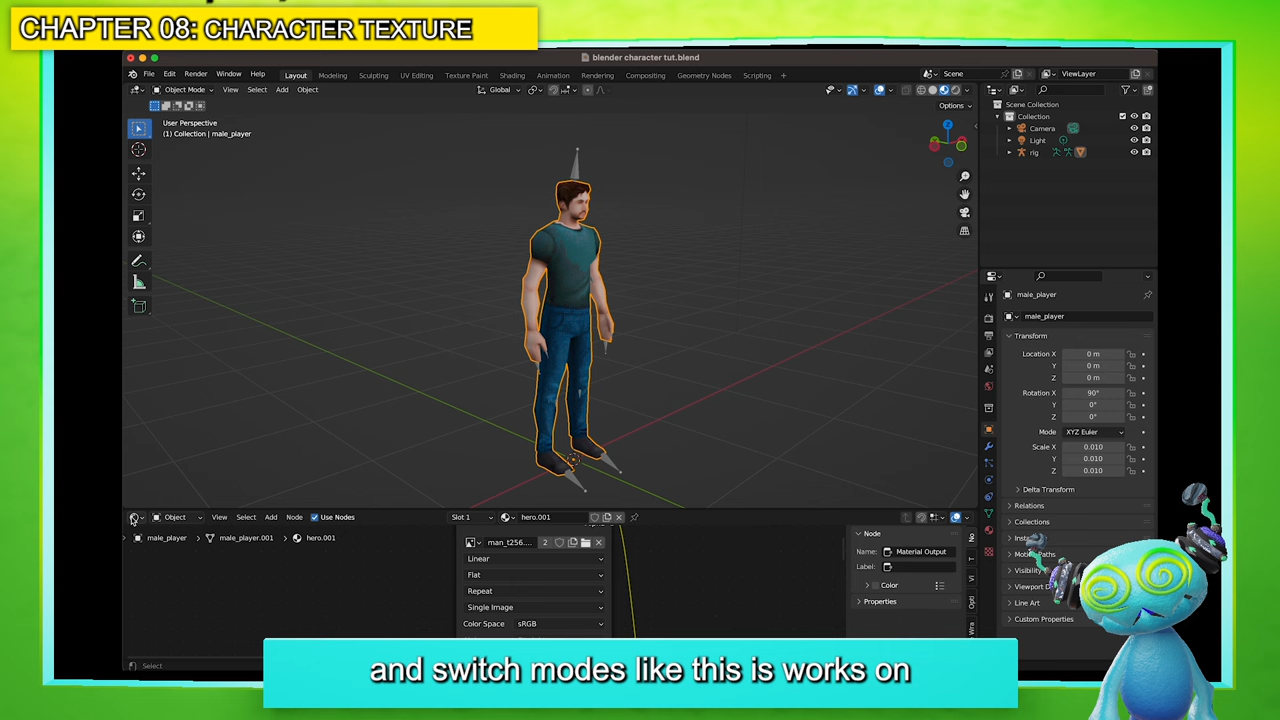 CHAPTER 08: CHARACTER TEXTURE
blender character tut.blend
File Edit Render Window Help Layout Modeling Sculpting UV Editing Texture Paint Shading Animation Rendering Compositing Geometry Nodes Scripting + Scene ViewLayer
Object Mode View Select Add Object Global
Options
User Perspective
(1) Collection | male_player
Z
Scene Collection
Collection
Camera
Light
rig
male_player
male_player
Transform
Location X 0 m
Y 0 m
Z 0 m
Rotation X 90°
Y 0°
Z 0°
Mode XYZ Euler
Scale X 0.010
Y 0.010
Z 0.010
Delta Transform
Relations
Collections
Motion Paths
Visibility
Viewport D
Line Art
Custom Properties
Object View Select Add Node Use Nodes Slot 1 hero.001
male_player male_player.001 hero.001
man_t256.... 2
Linear
Flat
Repeat
Single Image
Color Space sRGB
Node
Name: Material Output
Label:
Color
Properties
Select
and switch modes like this is works on